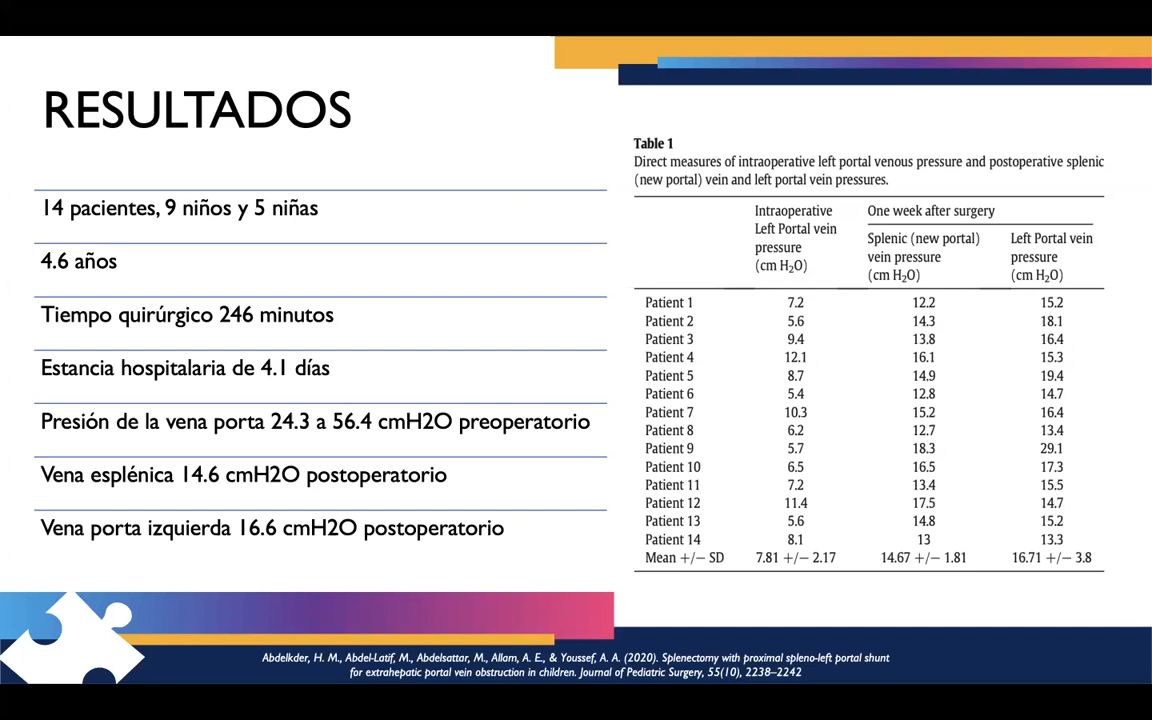 RESULTADOS
14 pacientes, 9 niños y 5 niñas
4.6 años
Tiempo quirúrgico 246 minutos
Estancia hospitalaria de 4.1 días
Presión de la vena porta 24.3 a 56.4 cmH2O preoperatorio
Vena esplénica 14.6 cmH2O postoperatorio
Vena porta izquierda 16.6 cmH2O postoperatorio
Table 1
Direct measures of intraoperative left portal venous pressure and postoperative splenic
(new portal) vein and left portal vein pressures.
Intraoperative
Left Portal vein
pressure
(cm H₂O)
One week after surgery
Splenic (new portal)
vein pressure
(cm H₂O)
Left Portal vein
pressure
(cm H₂O)
Patient 1 7.2 12.2 15.2
Patient 2 5.6 14.3 18.1
Patient 3 9.4 13.8 16.4
Patient 4 12.1 16.1 15.3
Patient 5 8.7 14.9 19.4
Patient 6 5.4 12.8 14.7
Patient 7 10.3 15.2 16.4
Patient 8 6.2 12.7 13.4
Patient 9 5.7 18.3 29.1
Patient 10 6.5 16.5 17.3
Patient 11 7.2 13.4 15.5
Patient 12 11.4 17.5 14.7
Patient 13 5.6 14.8 15.2
Patient 14 8.1 13 13.3
Mean +/− SD 7.81 +/− 2.17 14.67 +/− 1.81 16.71 +/− 3.8
Abdelkder, H. M., Abdel-Latif, M., Abdelsattar, M., Allam, A. E., & Youssef, A. A. (2020). Splenectomy with proximal spleno-left portal shunt
for extrahepatic portal vein obstruction in children. Journal of Pediatric Surgery, 55(10), 2238–2242